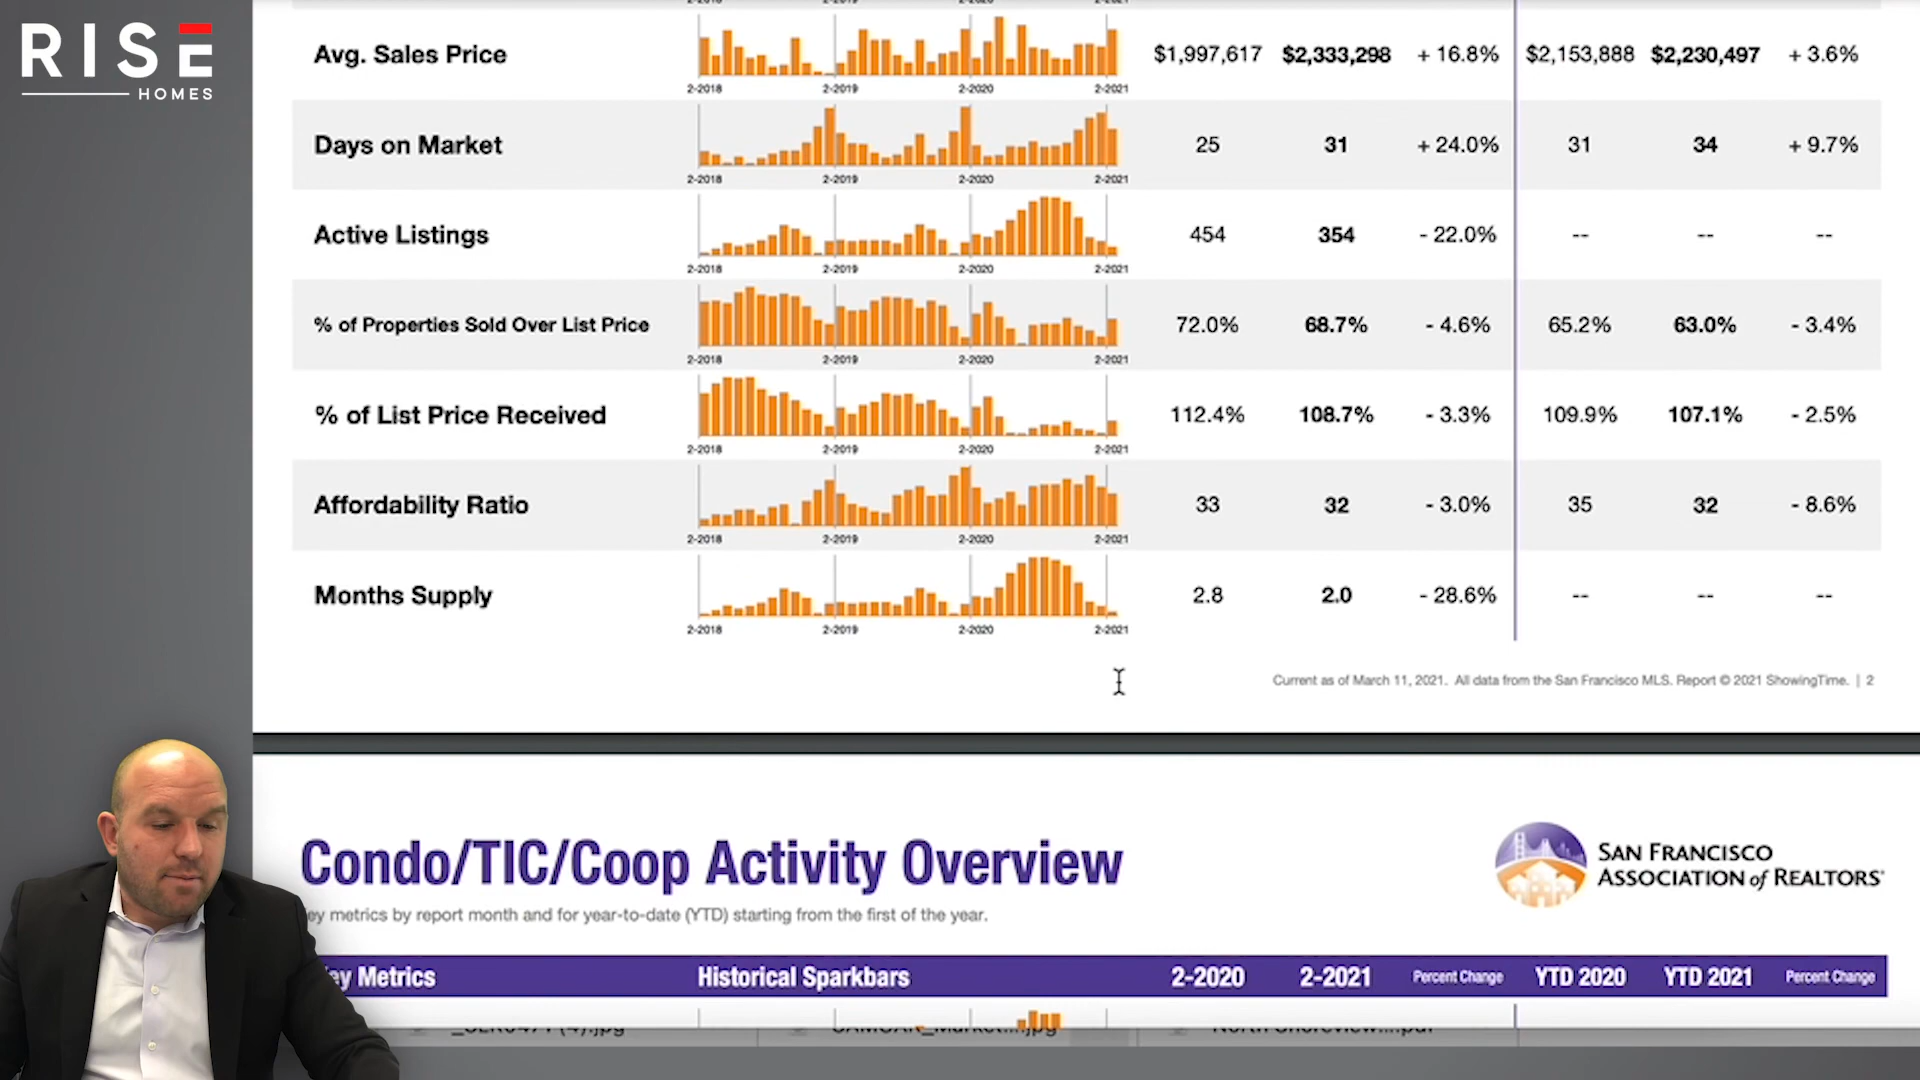 RISE
HOMES
2-2018 2-2019 2-2020 2-2021
Avg. Sales Price $1,997,617 $2,333,298 + 16.8% $2,153,888 $2,230,497 + 3.6%
2-2018 2-2019 2-2020 2-2021
Days on Market 25 31 + 24.0% 31 34 + 9.7%
2-2018 2-2019 2-2020 2-2021
Active Listings 454 354 - 22.0% -- -- --
2-2018 2-2019 2-2020 2-2021
% of Properties Sold Over List Price 72.0% 68.7% - 4.6% 65.2% 63.0% - 3.4%
2-2018 2-2019 2-2020 2-2021
% of List Price Received 112.4% 108.7% - 3.3% 109.9% 107.1% - 2.5%
2-2018 2-2019 2-2020 2-2021
Affordability Ratio 33 32 - 3.0% 35 32 - 8.6%
2-2018 2-2019 2-2020 2-2021
Months Supply 2.8 2.0 - 28.6% -- -- --
2-2018 2-2019 2-2020 2-2021
Current as of March 11, 2021. All data from the San Francisco MLS. Report © 2021 ShowingTime. | 2
Condo/TIC/Coop Activity Overview
SAN FRANCISCO
ASSOCIATION of REALTORS®
ey metrics by report month and for year-to-date (YTD) starting from the first of the year.
ey Metrics Historical Sparkbars 2-2020 2-2021 Percent Change YTD 2020 YTD 2021 Percent Change